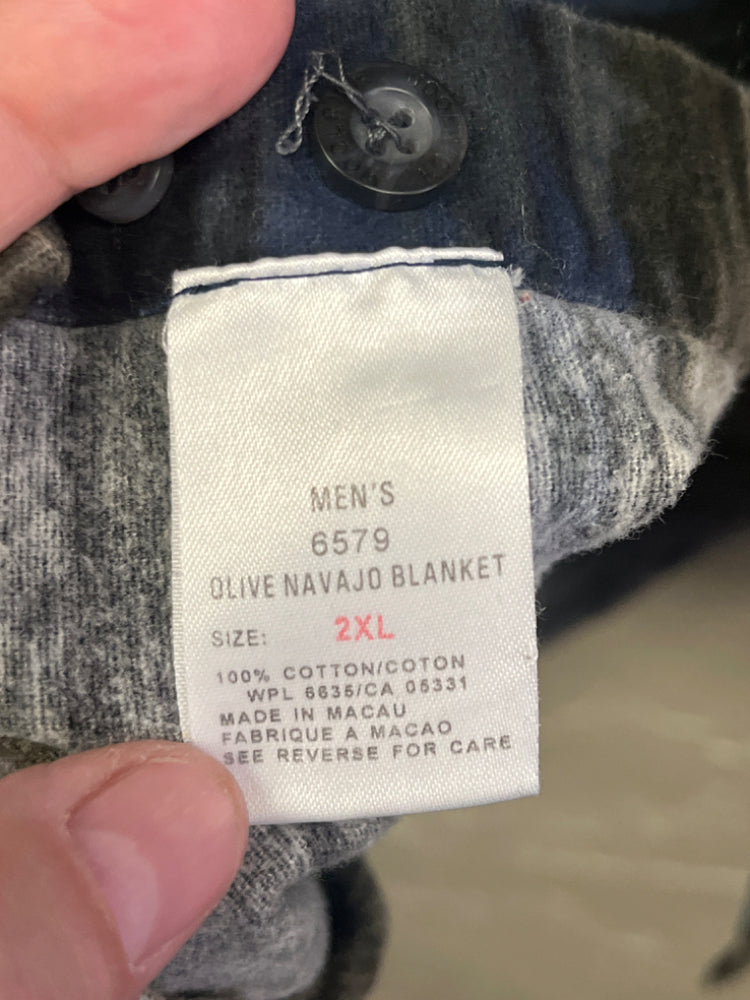 MEN'S
6579
OLIVE NAVAJO BLANKET
SIZE: 2XL
100% COTTON/COTON
WPL 6635/CA 05331
MADE IN MACAU
FABRIQUE A MACAO
SEE REVERSE FOR CARE